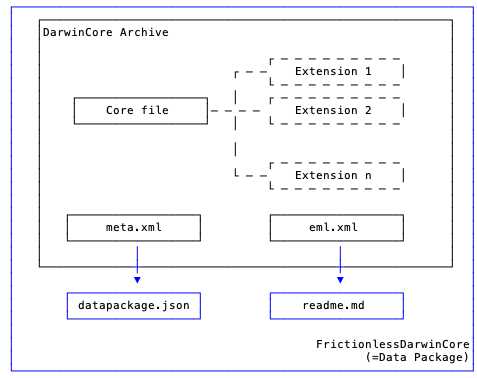 DarwinCore Archive
Extension 1
Core file
Extension 2
Extension n
meta.xml
eml.xml
datapackage.json
readme.md
FrictionlessDarwinCore
(=Data Package)